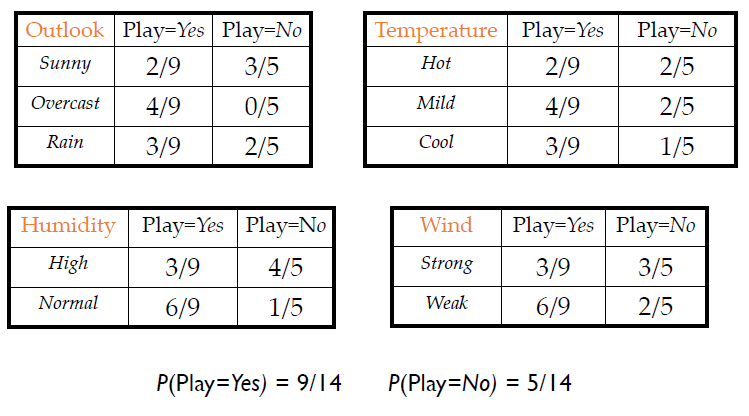 Outlook Play=Yes Play=No
Sunny 2/9 3/5
Overcast 4/9 0/5
Rain 3/9 2/5
Temperature Play=Yes Play=No
Hot 2/9 2/5
Mild 4/9 2/5
Cool 3/9 1/5
Humidity Play=Yes Play=No
High 3/9 4/5
Normal 6/9 1/5
Wind Play=Yes Play=No
Strong 3/9 3/5
Weak 6/9 2/5
P(Play=Yes) = 9/14 P(Play=No) = 5/14